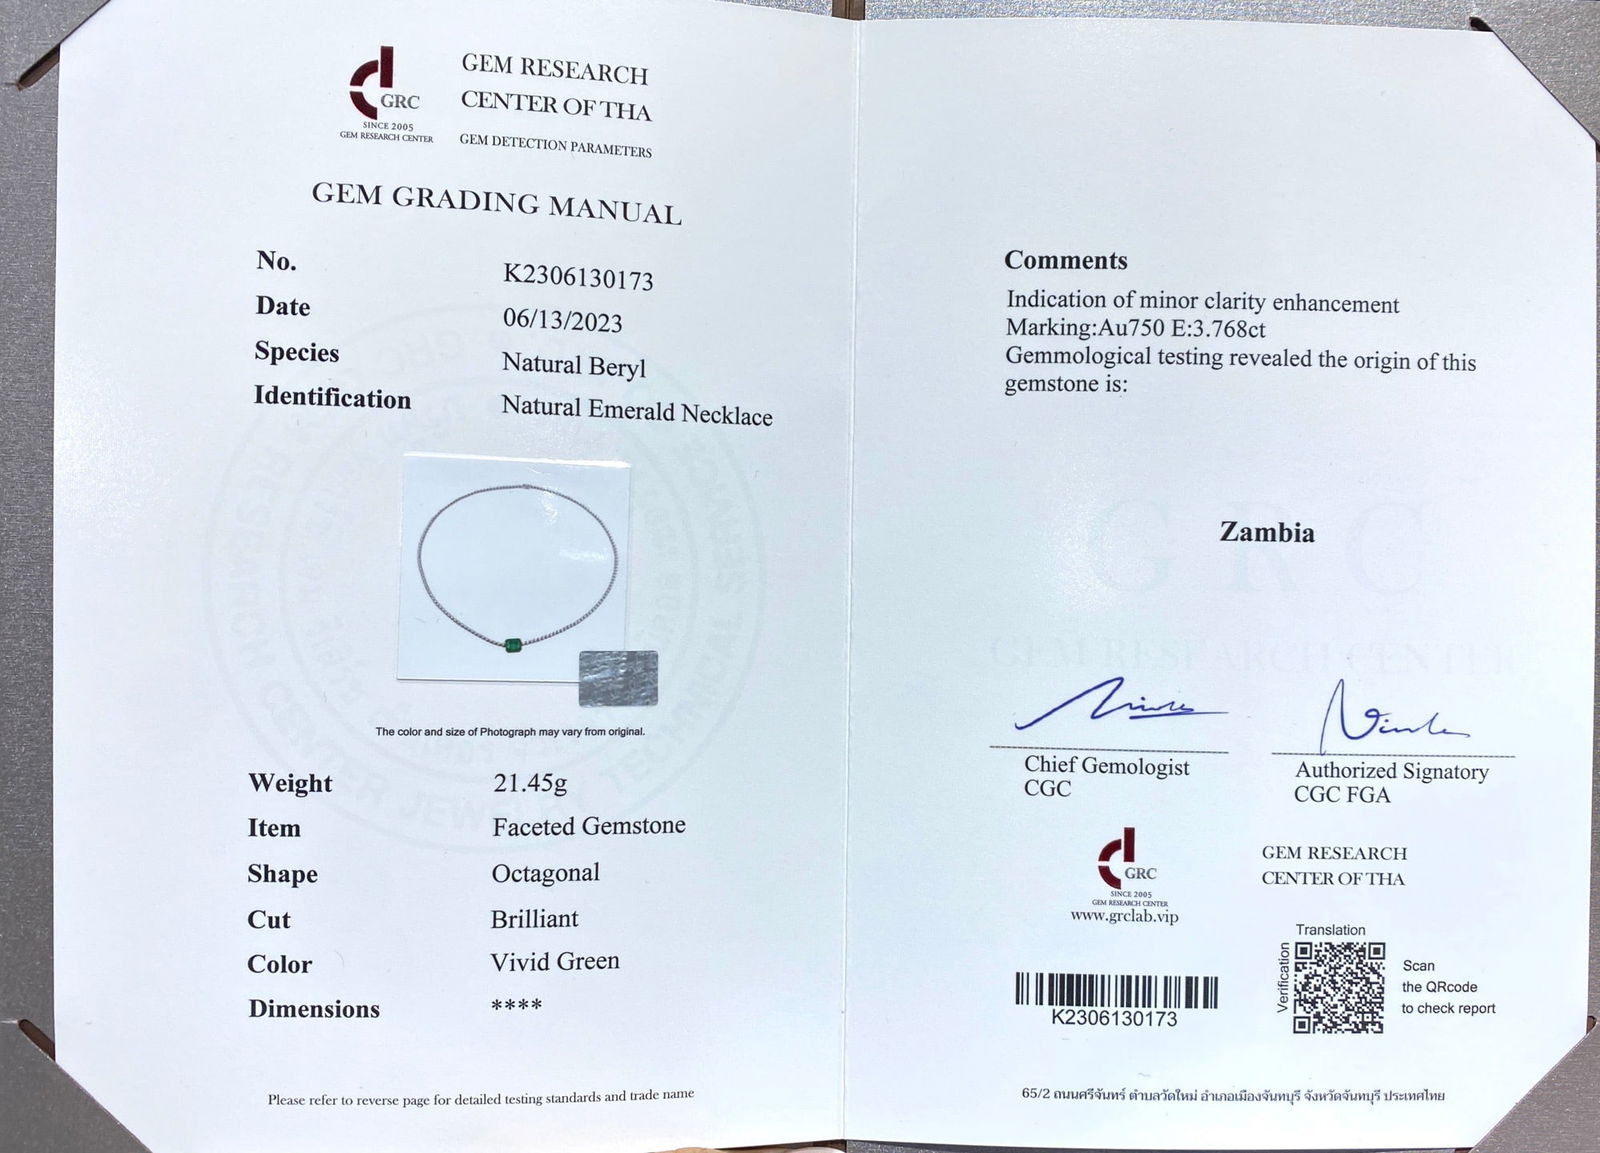 GRC
SINCE 2005
GEM RESEARCH CENTER
GEM RESEARCH
CENTER OF THA
GEM DETECTION PARAMETERS
GEM GRADING MANUAL
No. K2306130173
Date 06/13/2023
Species Natural Beryl
Identification Natural Emerald Necklace
The color and size of Photograph may vary from original.
Weight 21.45g
Item Faceted Gemstone
Shape Octagonal
Cut Brilliant
Color Vivid Green
Dimensions ****
Please refer to reverse page for detailed testing standards and trade name
Comments
Indication of minor clarity enhancement
Marking:Au750 E:3.768ct
Gemmological testing revealed the origin of this
gemstone is:
Zambia
GRC
GEM RESEARCH CENTER
Chief Gemologist
CGC
Authorized Signatory
CGC FGA
GRC
SINCE 2005
GEM RESEARCH CENTER
www.grclab.vip
GEM RESEARCH
CENTER OF THA
Translation
Verification
Scan
the QRcode
to check report
K2306130173
65/2 ถนนศรีจันทร์ ตำบลวัดใหม่ อำเภอเมืองจันทบุรี จังหวัดจันทบุรี ประเทศไทย